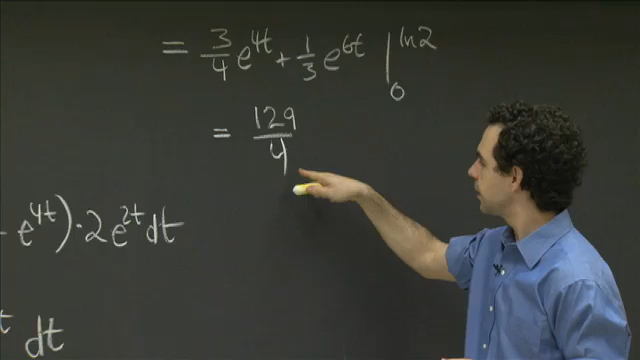 = 3/4 e^{4t} + 1/3 e^{6t} |_0^{ln2}
= 129/4
e^{4t}) · 2e^{2t} dt
dt